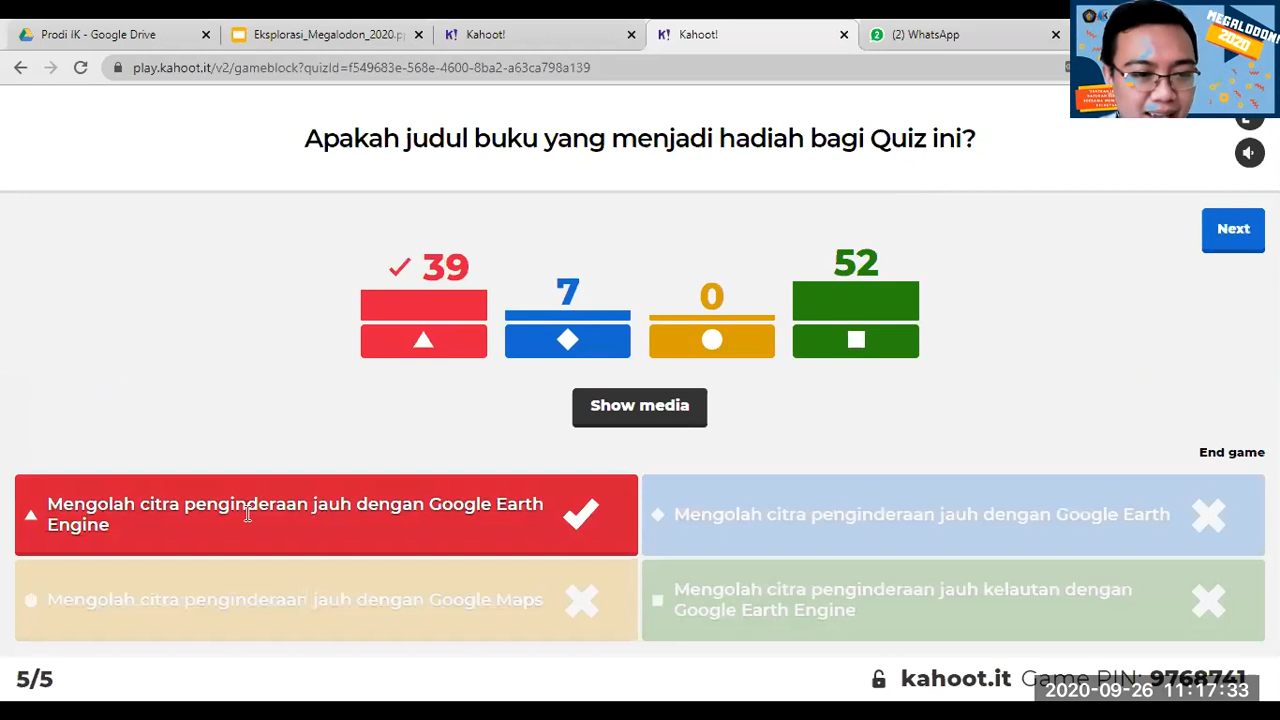 Prodi IK - Google Drive
Eksplorasi_Megalodon_2020.p
Kahoot!
Kahoot!
(2) WhatsApp
play.kahoot.it/v2/gameblock?quizId=f549683e-568e-4600-8ba2-a63ca798a139
MEGALODON!
2020
Apakah judul buku yang menjadi hadiah bagi Quiz ini?
Next
39
7
0
52
Show media
End game
Mengolah citra penginderaan jauh dengan Google Earth
Engine
Mengolah citra penginderaan jauh dengan Google Earth
Mengolah citra penginderaan jauh dengan Google Maps
Mengolah citra penginderaan jauh kelautan dengan
Google Earth Engine
5/5
kahoot.it Game PIN: 9768741
2020-09-26 11:17:33